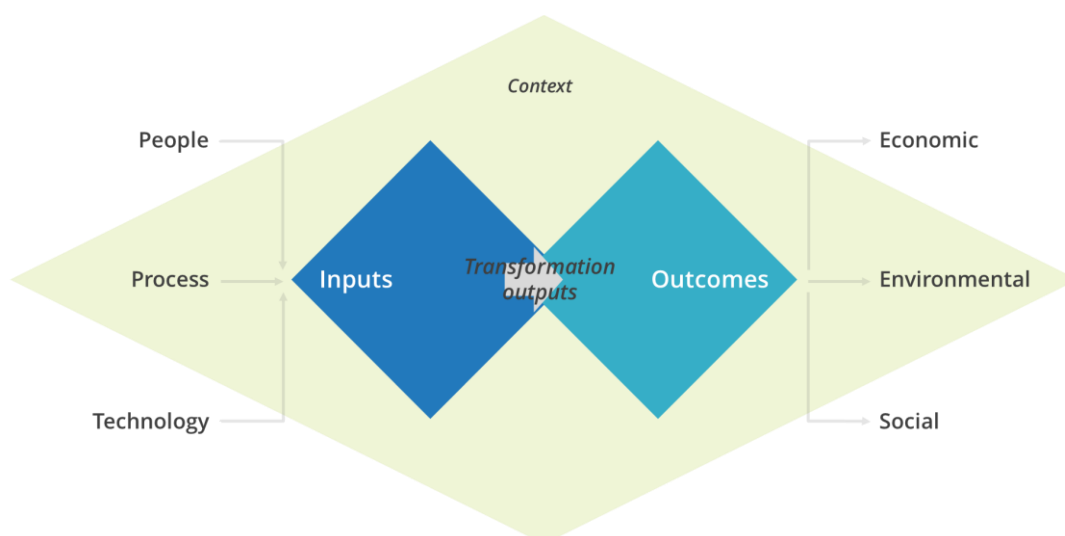 Context
People
Economic
Process
Inputs
Transformation
outputs
Outcomes
Environmental
Technology
Social